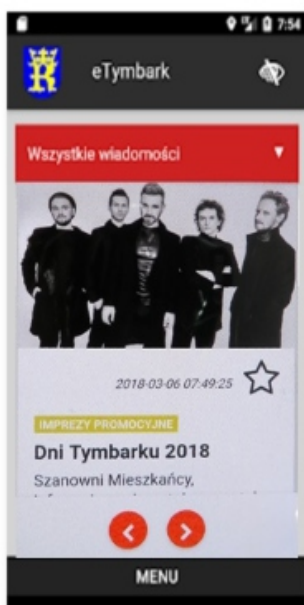 7:54
eTymbark
Wszystkie wiadomości
2018-03-06 07:49:25
IMPREZY PROMOCYJNE
Dni Tymbarku 2018
Szanowni Mieszkańcy,
MENU